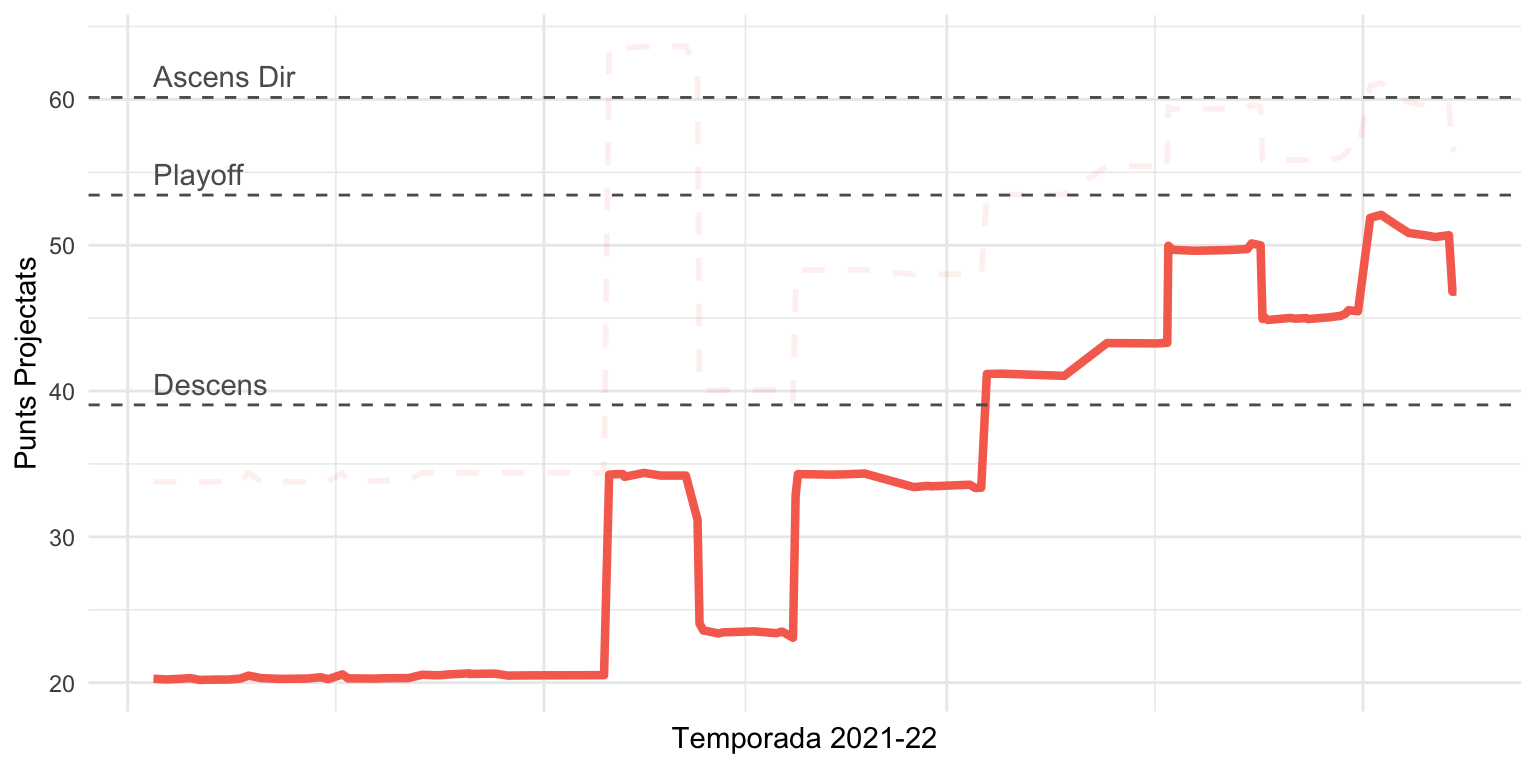 Ascens Dir
60
Playoff
50
Punts Projectats
Descens
40
30
20
Temporada 2021-22